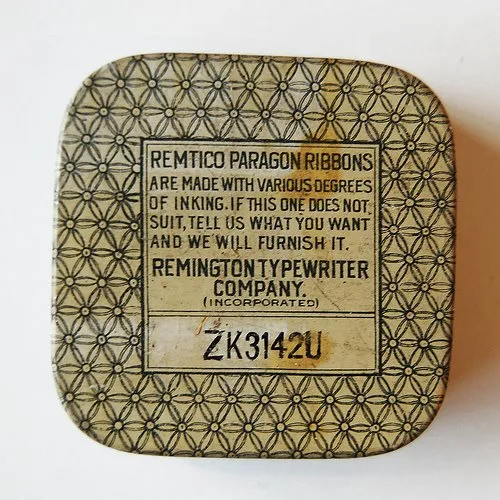 REMTICO PARAGON RIBBONS
ARE MADE WITH VARIOUS DEGREES
OF INKING. IF THIS ONE DOES NOT
SUIT, TELL US WHAT YOU WANT
AND WE WILL FURNISH IT.
REMINGTON TYPEWRITER
COMPANY.
(INCORPORATED)
ZK3142U